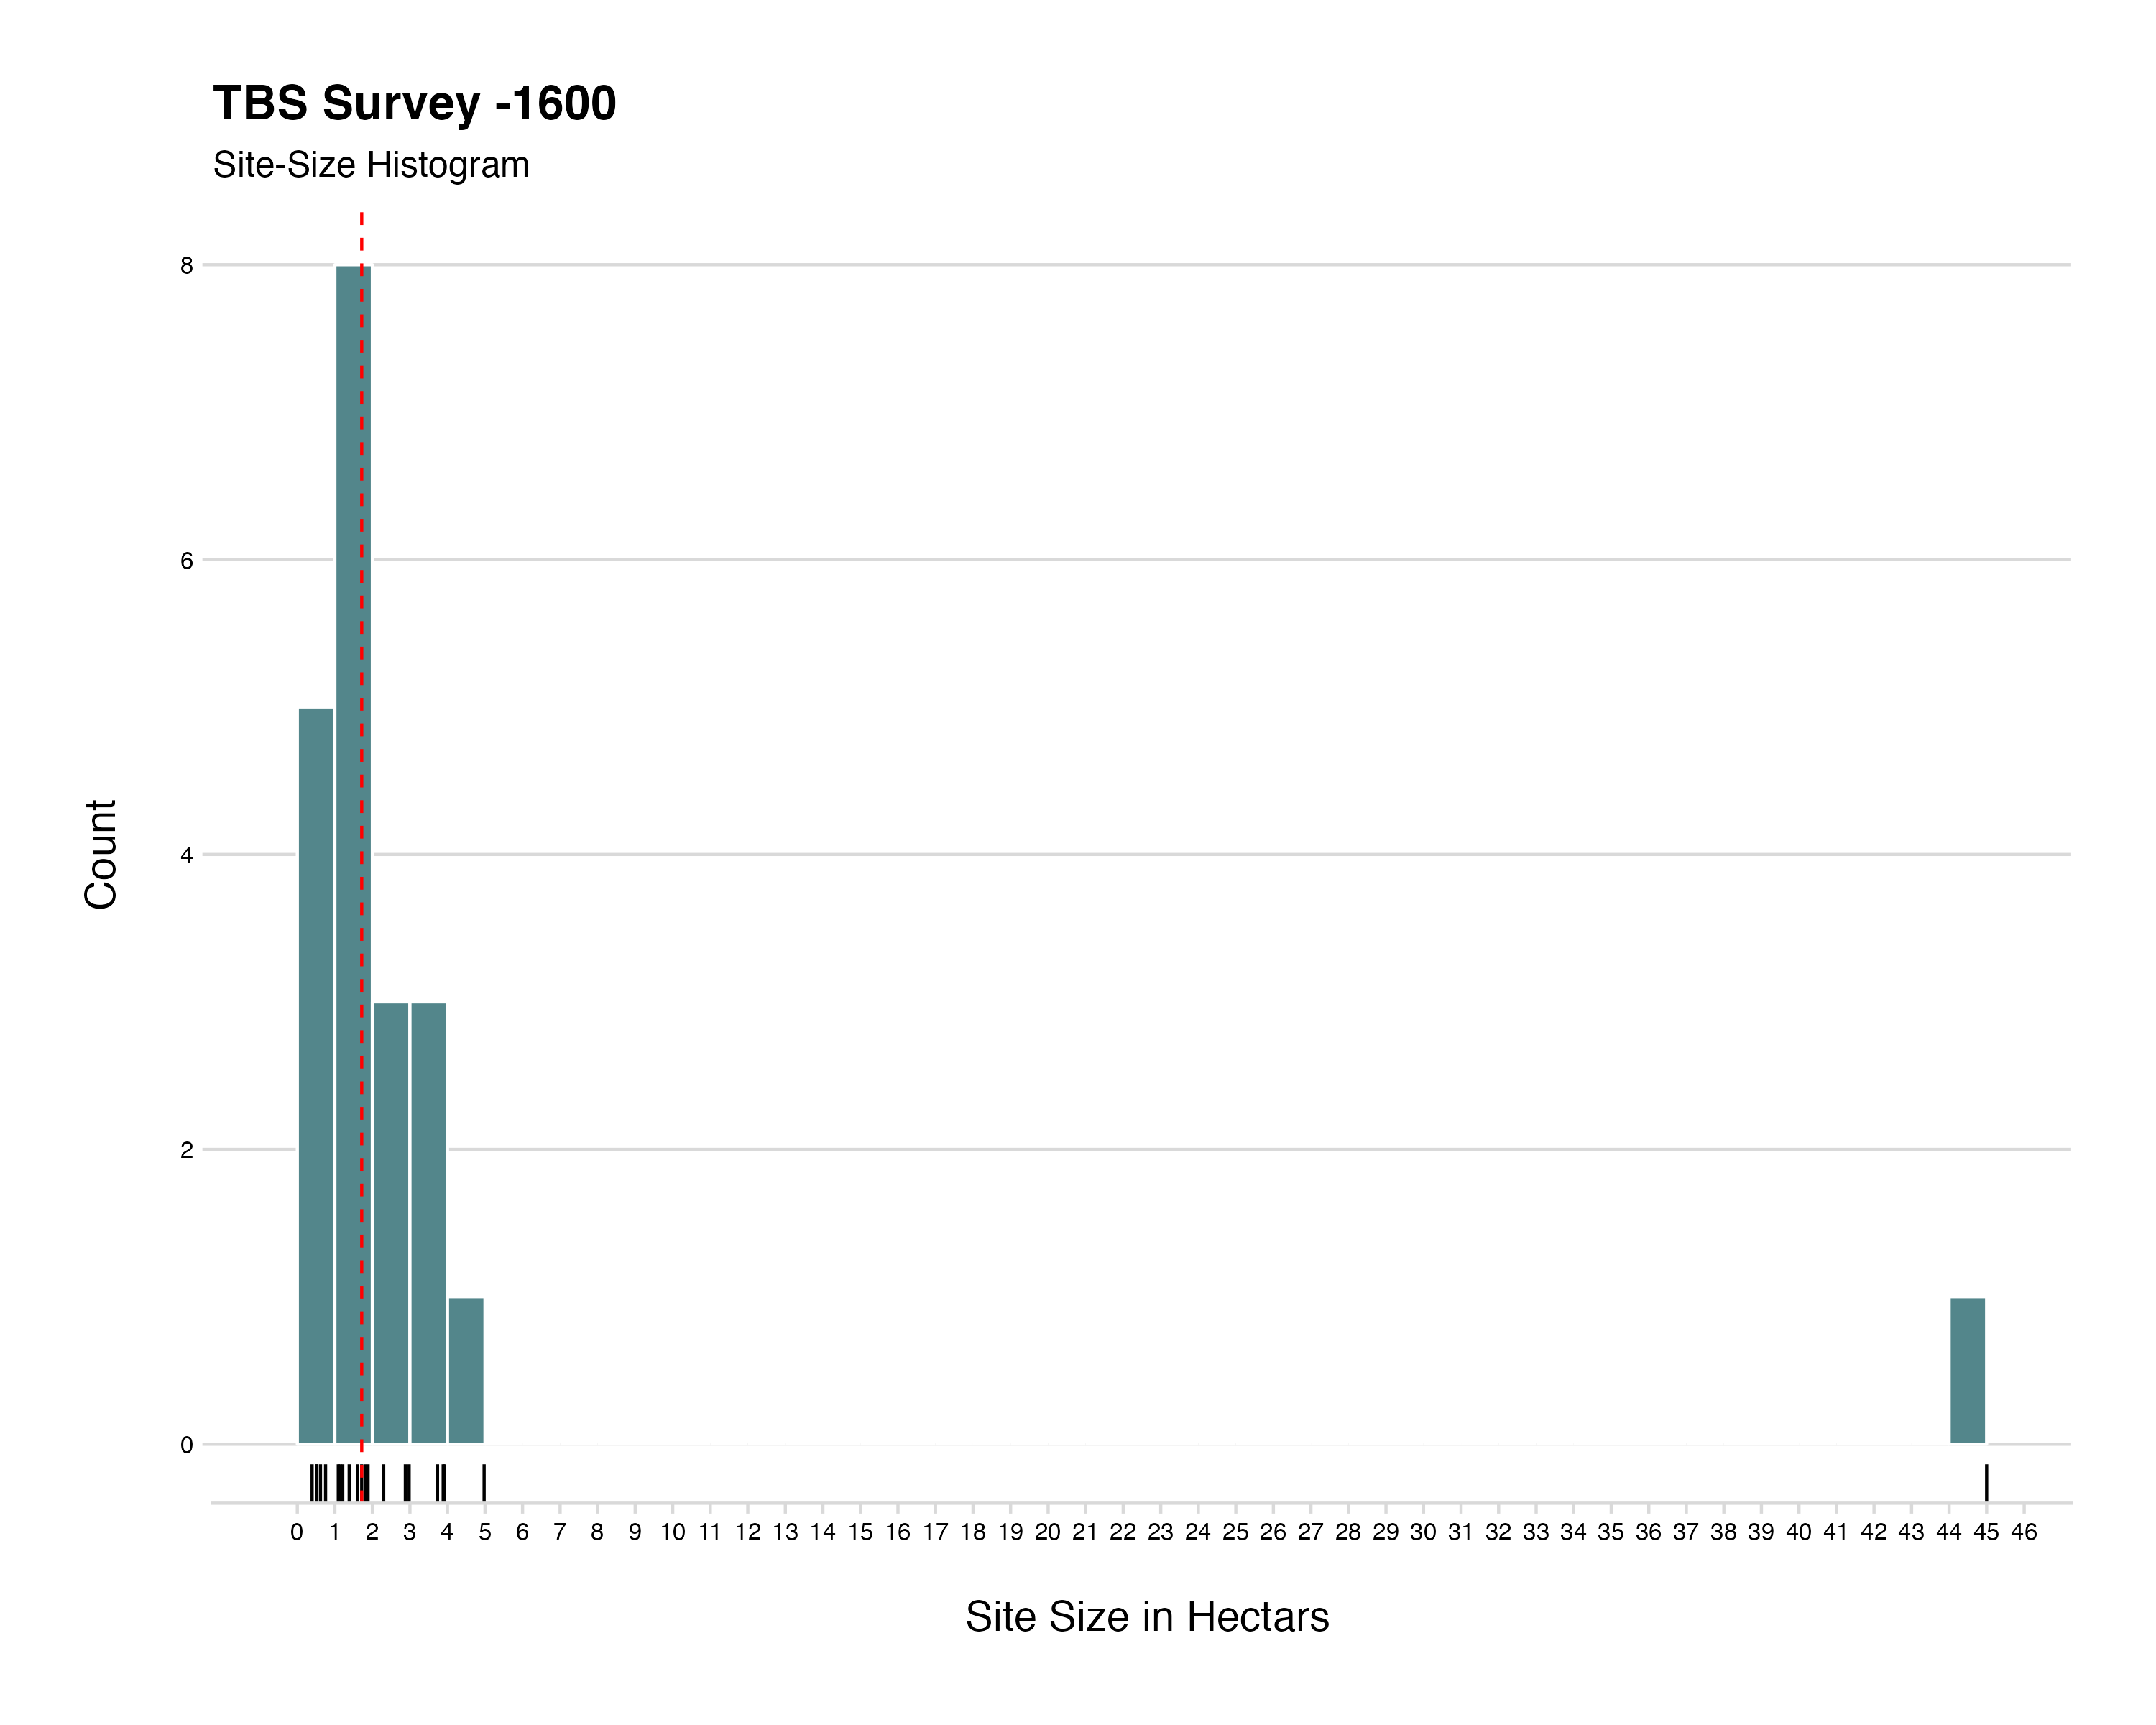 TBS Survey -1600
Site-Size Histogram
8
6
4
2
0
Count
0 1 2 3 4 5 6 7 8 9 10 11 12 13 14 15 16 17 18 19 20 21 22 23 24 25 26 27 28 29 30 31 32 33 34 35 36 37 38 39 40 41 42 43 44 45 46
Site Size in Hectars